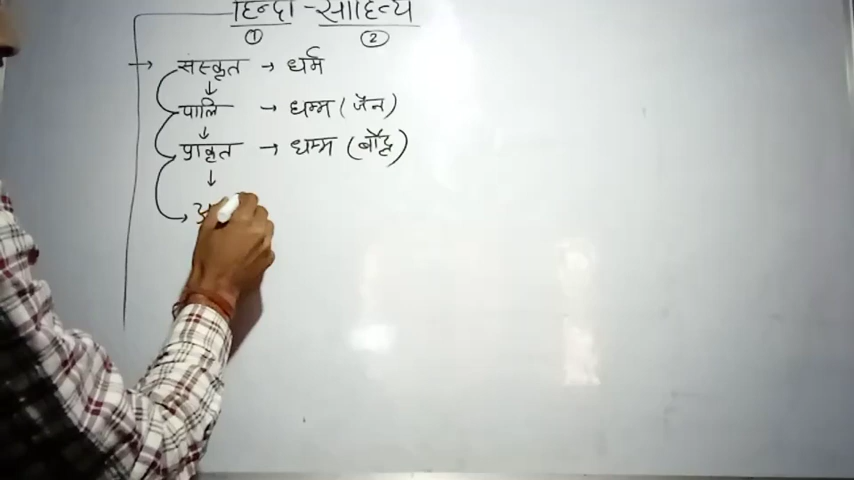 हिन्दी - साहित्य
① ②
→ संस्कृत → धर्म
↓
पालि → धम्म (जैन)
↓
प्राकृत → धम्म (बौद्ध)
↓
→